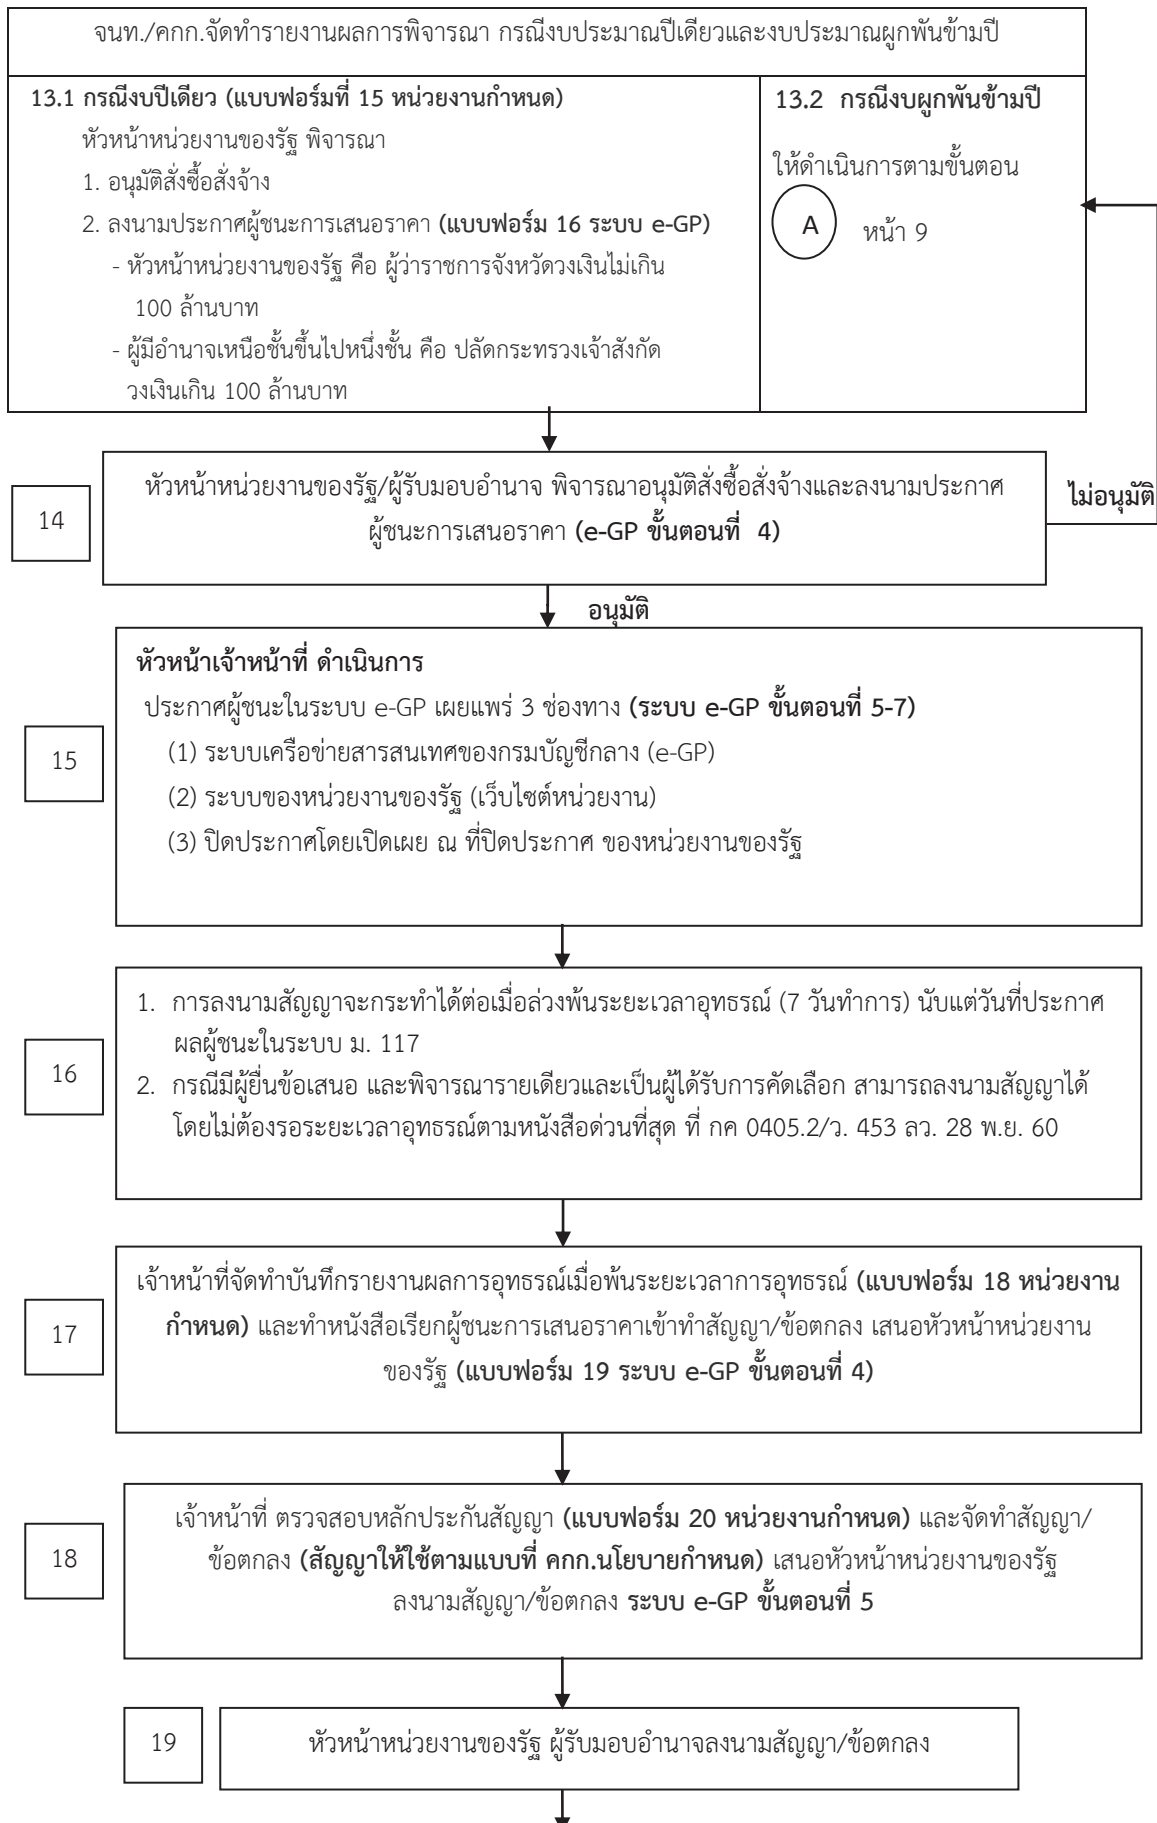 จนท./คกก.จัดทำรายงานผลการพิจารณา กรณีงบประมาณปีเดียวและงบประมาณผูกพันข้ามปี
13.1 กรณีงบปีเดียว (แบบฟอร์มที่ 15 หน่วยงานกำหนด)
หัวหน้าหน่วยงานของรัฐ พิจารณา
1. อนุมัติสั่งซื้อสั่งจ้าง
2. ลงนามประกาศผู้ชนะการเสนอราคา (แบบฟอร์ม 16 ระบบ e-GP)
- หัวหน้าหน่วยงานของรัฐ คือ ผู้ว่าราชการจังหวัดวงเงินไม่เกิน
100 ล้านบาท
- ผู้มีอำนาจเหนือชั้นขึ้นไปหนึ่งชั้น คือ ปลัดกระทรวงเจ้าสังกัด
วงเงินเกิน 100 ล้านบาท
13.2 กรณีงบผูกพันข้ามปี
ให้ดำเนินการตามขั้นตอน
A หน้า 9
14
หัวหน้าหน่วยงานของรัฐ/ผู้รับมอบอำนาจ พิจารณาอนุมัติสั่งซื้อสั่งจ้างและลงนามประกาศ
ผู้ชนะการเสนอราคา (e-GP ขั้นตอนที่ 4)
ไม่อนุมัติ
อนุมัติ
15
หัวหน้าเจ้าหน้าที่ ดำเนินการ
ประกาศผู้ชนะในระบบ e-GP เผยแพร่ 3 ช่องทาง (ระบบ e-GP ขั้นตอนที่ 5-7)
(1) ระบบเครือข่ายสารสนเทศของกรมบัญชีกลาง (e-GP)
(2) ระบบของหน่วยงานของรัฐ (เว็บไซต์หน่วยงาน)
(3) ปิดประกาศโดยเปิดเผย ณ ที่ปิดประกาศ ของหน่วยงานของรัฐ
16
1. การลงนามสัญญาจะกระทำได้ต่อเมื่อล่วงพ้นระยะเวลาอุทธรณ์ (7 วันทำการ) นับแต่วันที่ประกาศ
ผลผู้ชนะในระบบ ม. 117
2. กรณีมีผู้ยื่นข้อเสนอ และพิจารณารายเดียวและเป็นผู้ได้รับการคัดเลือก สามารถลงนามสัญญาได้
โดยไม่ต้องรอระยะเวลาอุทธรณ์ตามหนังสือด่วนที่สุด ที่ กค 0405.2/ว. 453 ลว. 28 พ.ย. 60
17
เจ้าหน้าที่จัดทำบันทึกรายงานผลการอุทธรณ์เมื่อพ้นระยะเวลาการอุทธรณ์ (แบบฟอร์ม 18 หน่วยงาน
กำหนด) และทำหนังสือเรียกผู้ชนะการเสนอราคาเข้าทำสัญญา/ข้อตกลง เสนอหัวหน้าหน่วยงาน
ของรัฐ (แบบฟอร์ม 19 ระบบ e-GP ขั้นตอนที่ 4)
18
เจ้าหน้าที่ ตรวจสอบหลักประกันสัญญา (แบบฟอร์ม 20 หน่วยงานกำหนด) และจัดทำสัญญา/
ข้อตกลง (สัญญาให้ใช้ตามแบบที่ คกก.นโยบายกำหนด) เสนอหัวหน้าหน่วยงานของรัฐ
ลงนามสัญญา/ข้อตกลง ระบบ e-GP ขั้นตอนที่ 5
19
หัวหน้าหน่วยงานของรัฐ ผู้รับมอบอำนาจลงนามสัญญา/ข้อตกลง